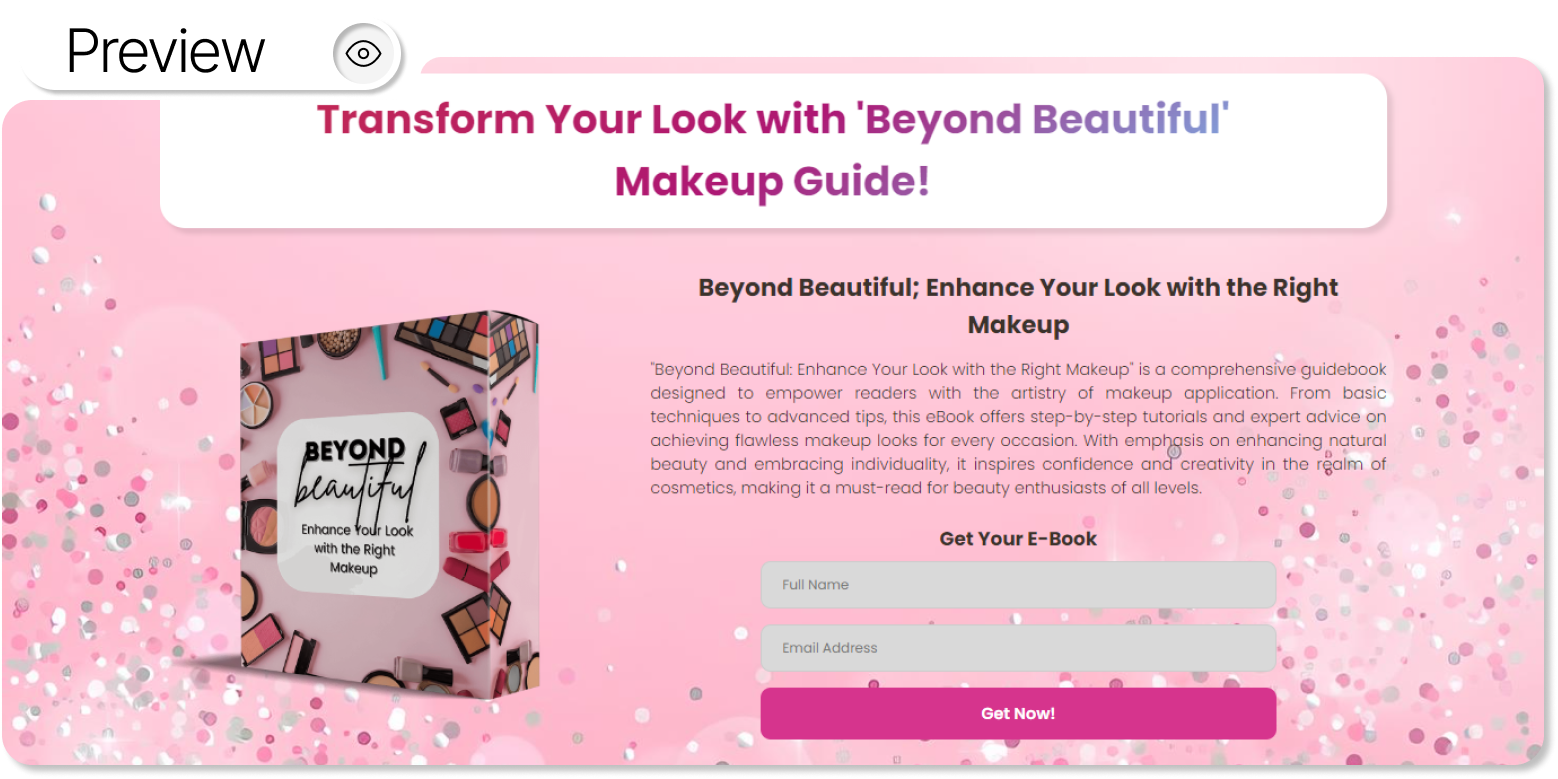 Preview
Transform Your Look with 'Beyond Beautiful'
Makeup Guide!
Beyond Beautiful; Enhance Your Look with the Right
Makeup
"Beyond Beautiful: Enhance Your Look with the Right Makeup" is a comprehensive guidebook
designed to empower readers with the artistry of makeup application. From basic
techniques to advanced tips, this eBook offers step-by-step tutorials and expert advice on
achieving flawless makeup looks for every occasion. With emphasis on enhancing natural
beauty and embracing individuality, it inspires confidence and creativity in the realm of
cosmetics, making it a must-read for beauty enthusiasts of all levels.
BEYOND
beautiful
Enhance Your Look
with the Right
Makeup
Get Your E-Book
Full Name
Email Address
Get Now!